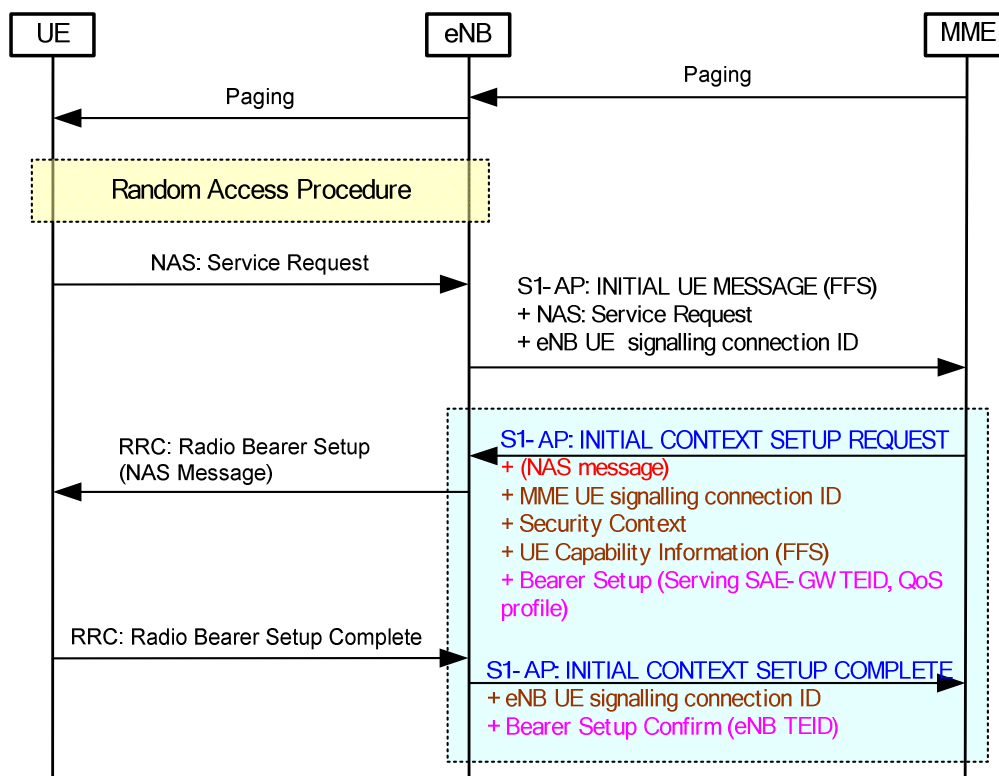 UE
eNB
MME
Paging
Paging
Random Access Procedure
NAS: Service Request
S1-AP: INITIAL UE MESSAGE (FFS)
+ NAS: Service Request
+ eNB UE signalling connection ID
RRC: Radio Bearer Setup
(NAS Message)
S1-AP: INITIAL CONTEXT SETUP REQUEST
+ (NAS message)
+ MME UE signalling connection ID
+ Security Context
+ UE Capability Information (FFS)
+ Bearer Setup (Serving SAE-GW TEID, QoS
profile)
RRC: Radio Bearer Setup Complete
S1-AP: INITIAL CONTEXT SETUP COMPLETE
+ eNB UE signalling connection ID
+ Bearer Setup Confirm (eNB TEID)